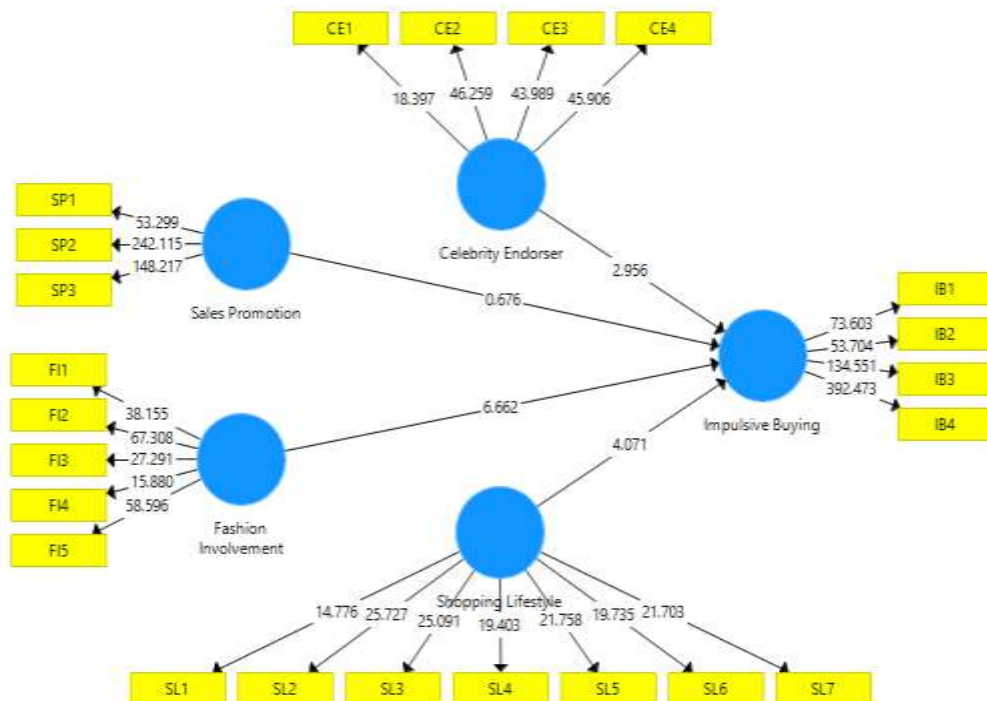 CE1 CE2 CE3 CE4
18.397 46.259 43.989 45.906
Celebrity Endorser
SP1
SP2
SP3
53.299
242.115
148.217
Sales Promotion
2.956
0.676
FI1
FI2
FI3
FI4
FI5
38.155
67.308
27.291
15.880
58.596
Fashion
Involvement
6.662
4.071
IB1
IB2
IB3
IB4
73.603
53.704
134.551
392.473
Impulsive Buying
Shopping Lifestyle
14.776 25.727 25.091 19.403 21.758 19.735 21.703
SL1 SL2 SL3 SL4 SL5 SL6 SL7